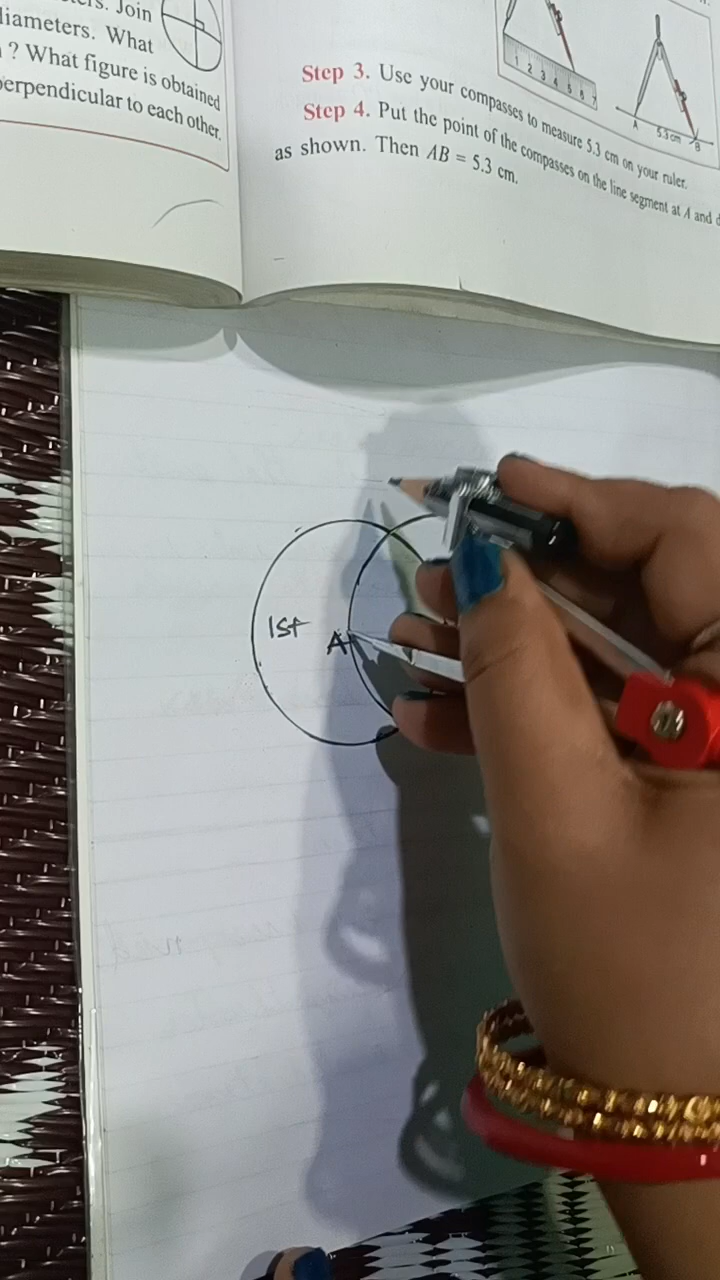 Join
diameters. What
? What figure is obtained
perpendicular to each other.
1 2 3 4 5 6 7
A 5.3 cm B
Step 3. Use your compasses to measure 5.3 cm on your ruler.
Step 4. Put the point of the compasses on the line segment at A and
as shown. Then AB = 5.3 cm.
1st
A